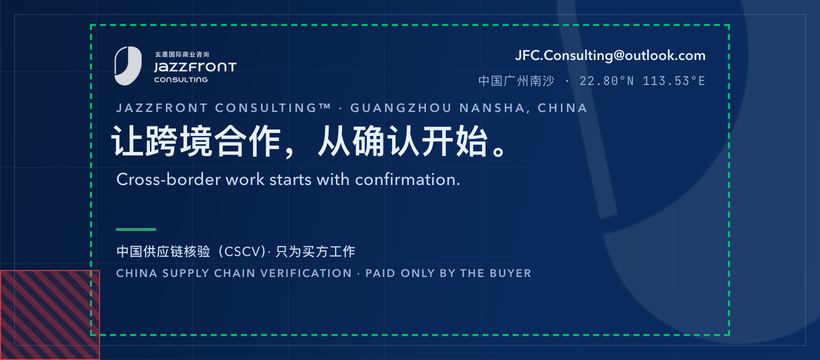 玄墨国际商业咨询
JAZZFRONT
CONSULTING
JFC.Consulting@outlook.com
中国广州南沙 · 22.80°N 113.53°E
JAZZFRONT CONSULTING™ · GUANGZHOU NANSHA, CHINA
让跨境合作，从确认开始。
Cross-border work starts with confirmation.
中国供应链核验（CSCV）· 只为买方工作
CHINA SUPPLY CHAIN VERIFICATION · PAID ONLY BY THE BUYER